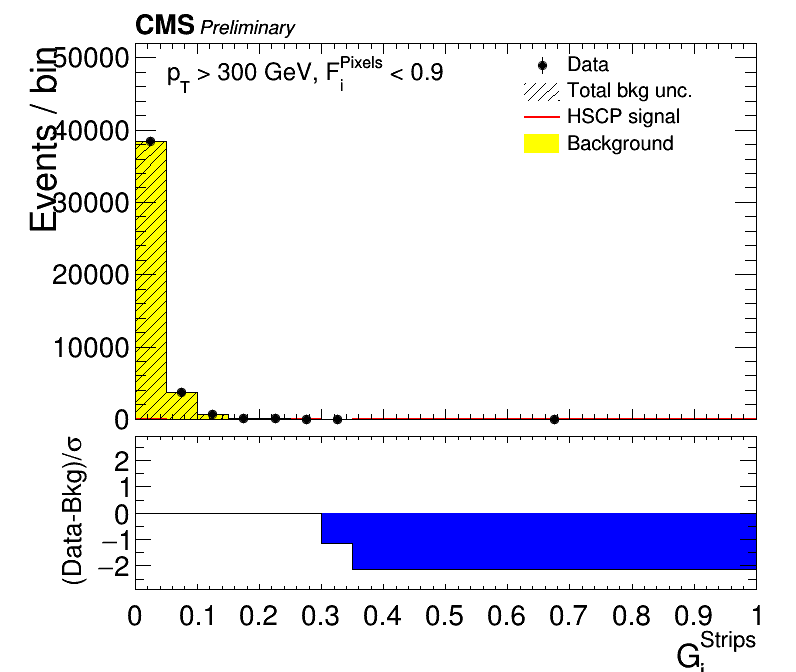 CMS Preliminary
Events / bin
50000
40000
30000
20000
10000
0
p_T > 300 GeV, F_i^Pixels < 0.9
Data
Total bkg unc.
HSCP signal
Background
(Data-Bkg)/σ
2
1
0
−1
−2
0 0.1 0.2 0.3 0.4 0.5 0.6 0.7 0.8 0.9 1
G_i^Strips